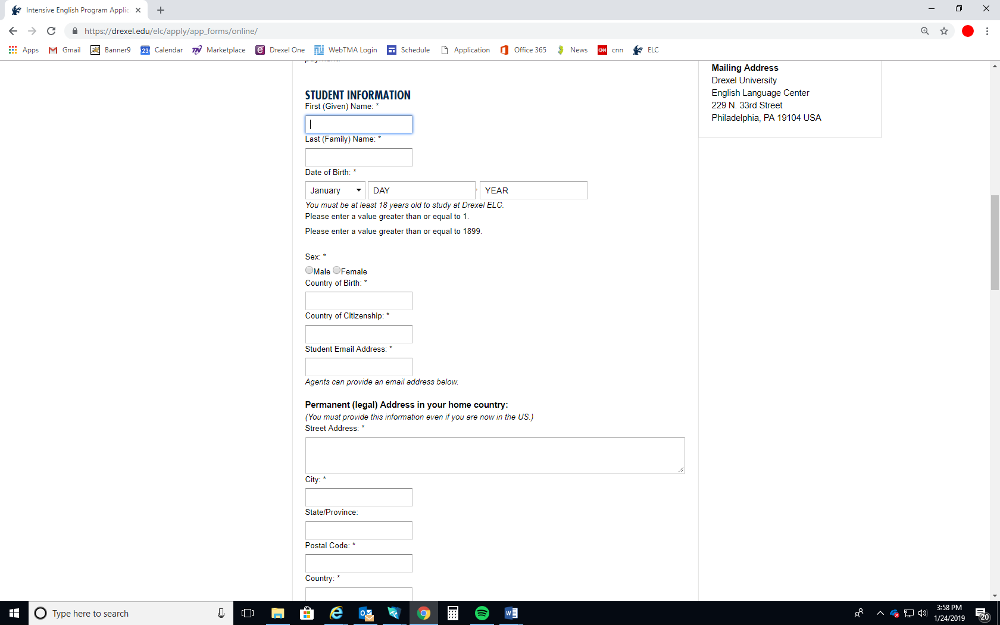 Intensive English Program Applic
https://drexel.edu/elc/apply/app_forms/online/
Apps Gmail Banner9 23 Calendar Marketplace Drexel One WebTMA Login Schedule Application Office 365 News CNN cnn ELC
payment.
STUDENT INFORMATION
First (Given) Name: *
Last (Family) Name: *
Date of Birth: *
January DAY , YEAR
You must be at least 18 years old to study at Drexel ELC.
Please enter a value greater than or equal to 1.
Please enter a value greater than or equal to 1899.
Sex: *
Male Female
Country of Birth: *
Country of Citizenship: *
Student Email Address: *
Agents can provide an email address below.
Permanent (legal) Address in your home country:
(You must provide this information even if you are now in the US.)
Street Address: *
City: *
State/Province:
Postal Code: *
Country: *
Mailing Address
Drexel University
English Language Center
229 N. 33rd Street
Philadelphia, PA 19104 USA
Type here to search
3:58 PM
1/24/2019
20